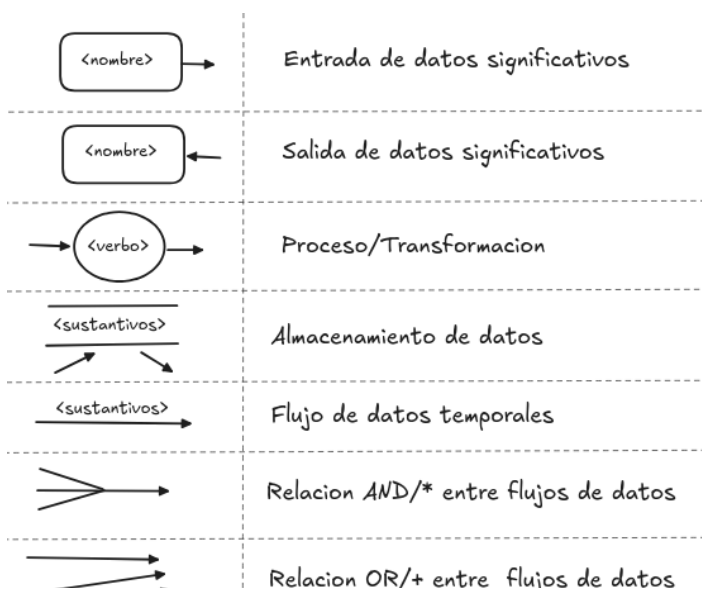 <nombre>
Entrada de datos significativos
<nombre>
Salida de datos significativos
<verbo>
Proceso/Transformacion
<sustantivos>
Almacenamiento de datos
<sustantivos>
Flujo de datos temporales
Relacion AND/* entre flujos de datos
Relacion OR/+ entre flujos de datos